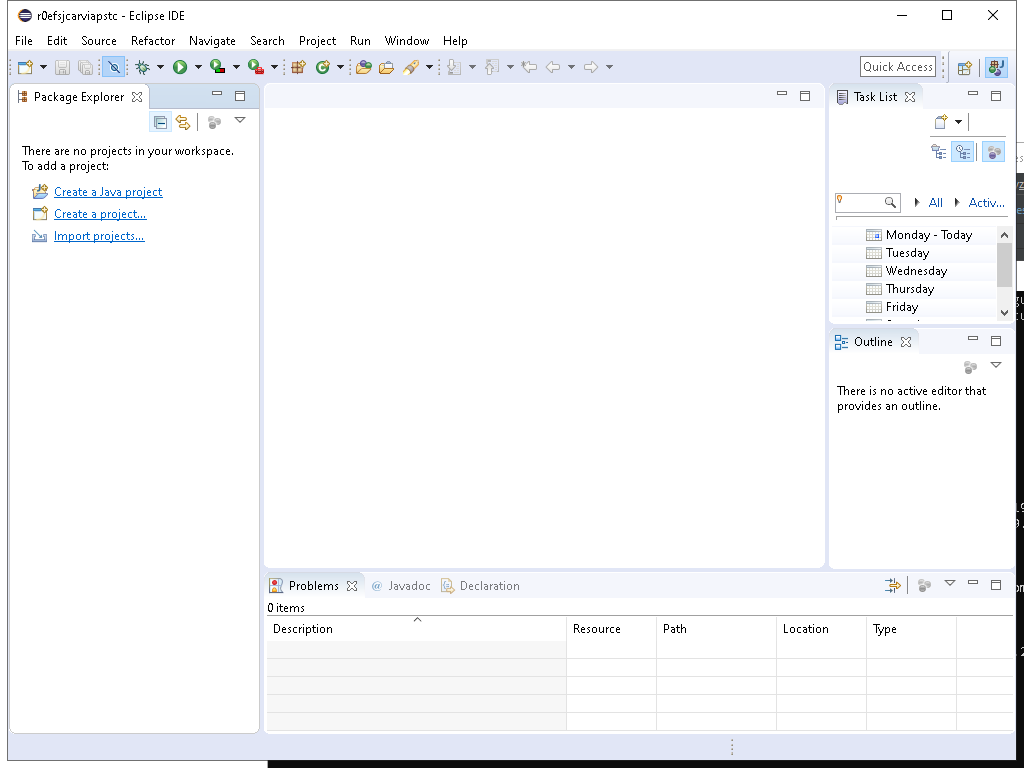 r0efsjcarviapstc - Eclipse IDE
File Edit Source Refactor Navigate Search Project Run Window Help
Quick Access
Package Explorer
There are no projects in your workspace.
To add a project:
Create a Java project
Create a project...
Import projects...
Task List
All Activ...
Monday - Today
Tuesday
Wednesday
Thursday
Friday
Outline
There is no active editor that
provides an outline.
Problems @ Javadoc Declaration
0 items
Description Resource Path Location Type